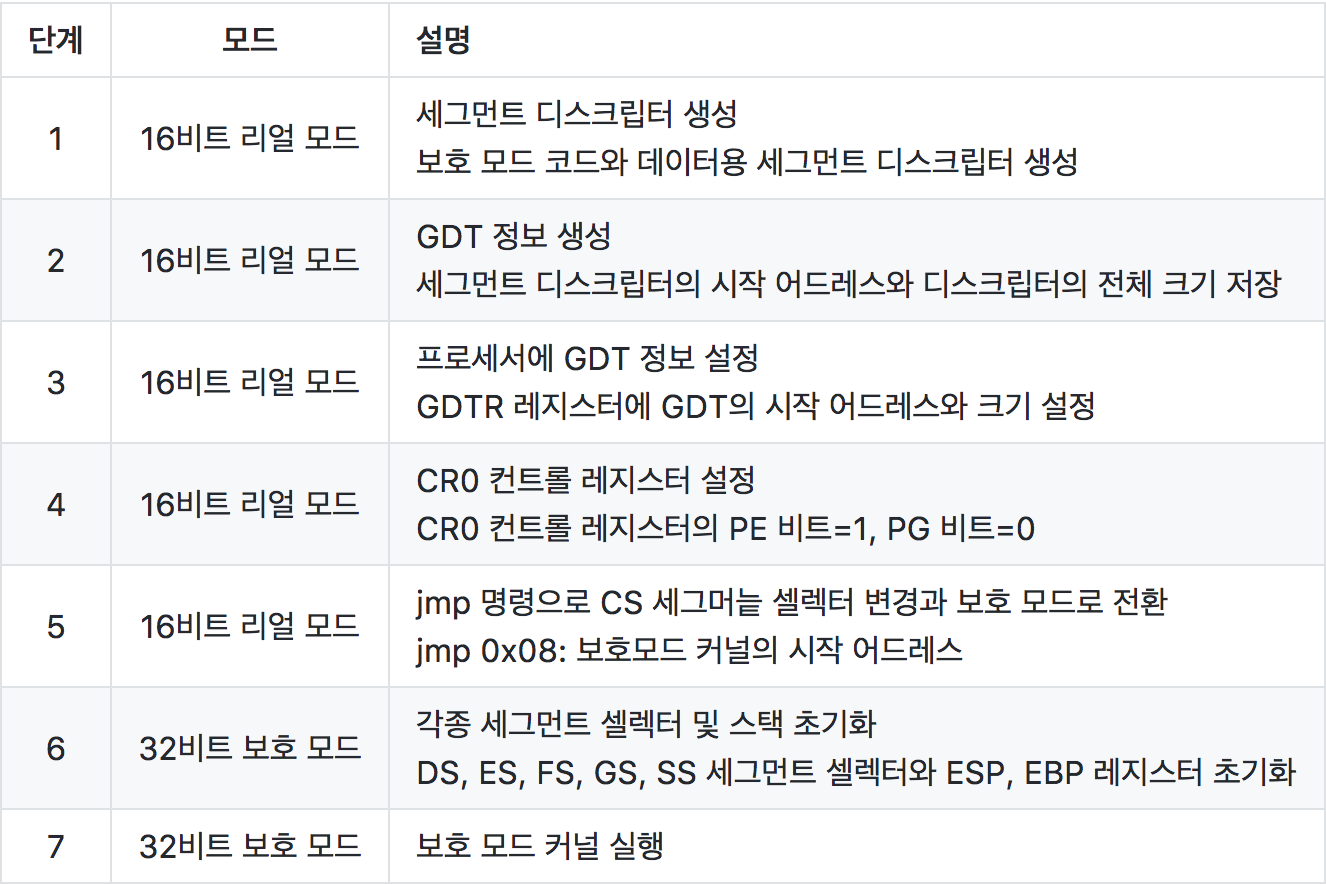 단계 모드 설명
1 16비트 리얼 모드 세그먼트 디스크립터 생성
보호 모드 코드와 데이터용 세그먼트 디스크립터 생성
2 16비트 리얼 모드 GDT 정보 생성
세그먼트 디스크립터의 시작 어드레스와 디스크립터의 전체 크기 저장
3 16비트 리얼 모드 프로세서에 GDT 정보 설정
GDTR 레지스터에 GDT의 시작 어드레스와 크기 설정
4 16비트 리얼 모드 CR0 컨트롤 레지스터 설정
CR0 컨트롤 레지스터의 PE 비트=1, PG 비트=0
5 16비트 리얼 모드 jmp 명령으로 CS 세그머늩 셀렉터 변경과 보호 모드로 전환
jmp 0x08: 보호모드 커널의 시작 어드레스
6 32비트 보호 모드 각종 세그먼트 셀렉터 및 스택 초기화
DS, ES, FS, GS, SS 세그먼트 셀렉터와 ESP, EBP 레지스터 초기화
7 32비트 보호 모드 보호 모드 커널 실행